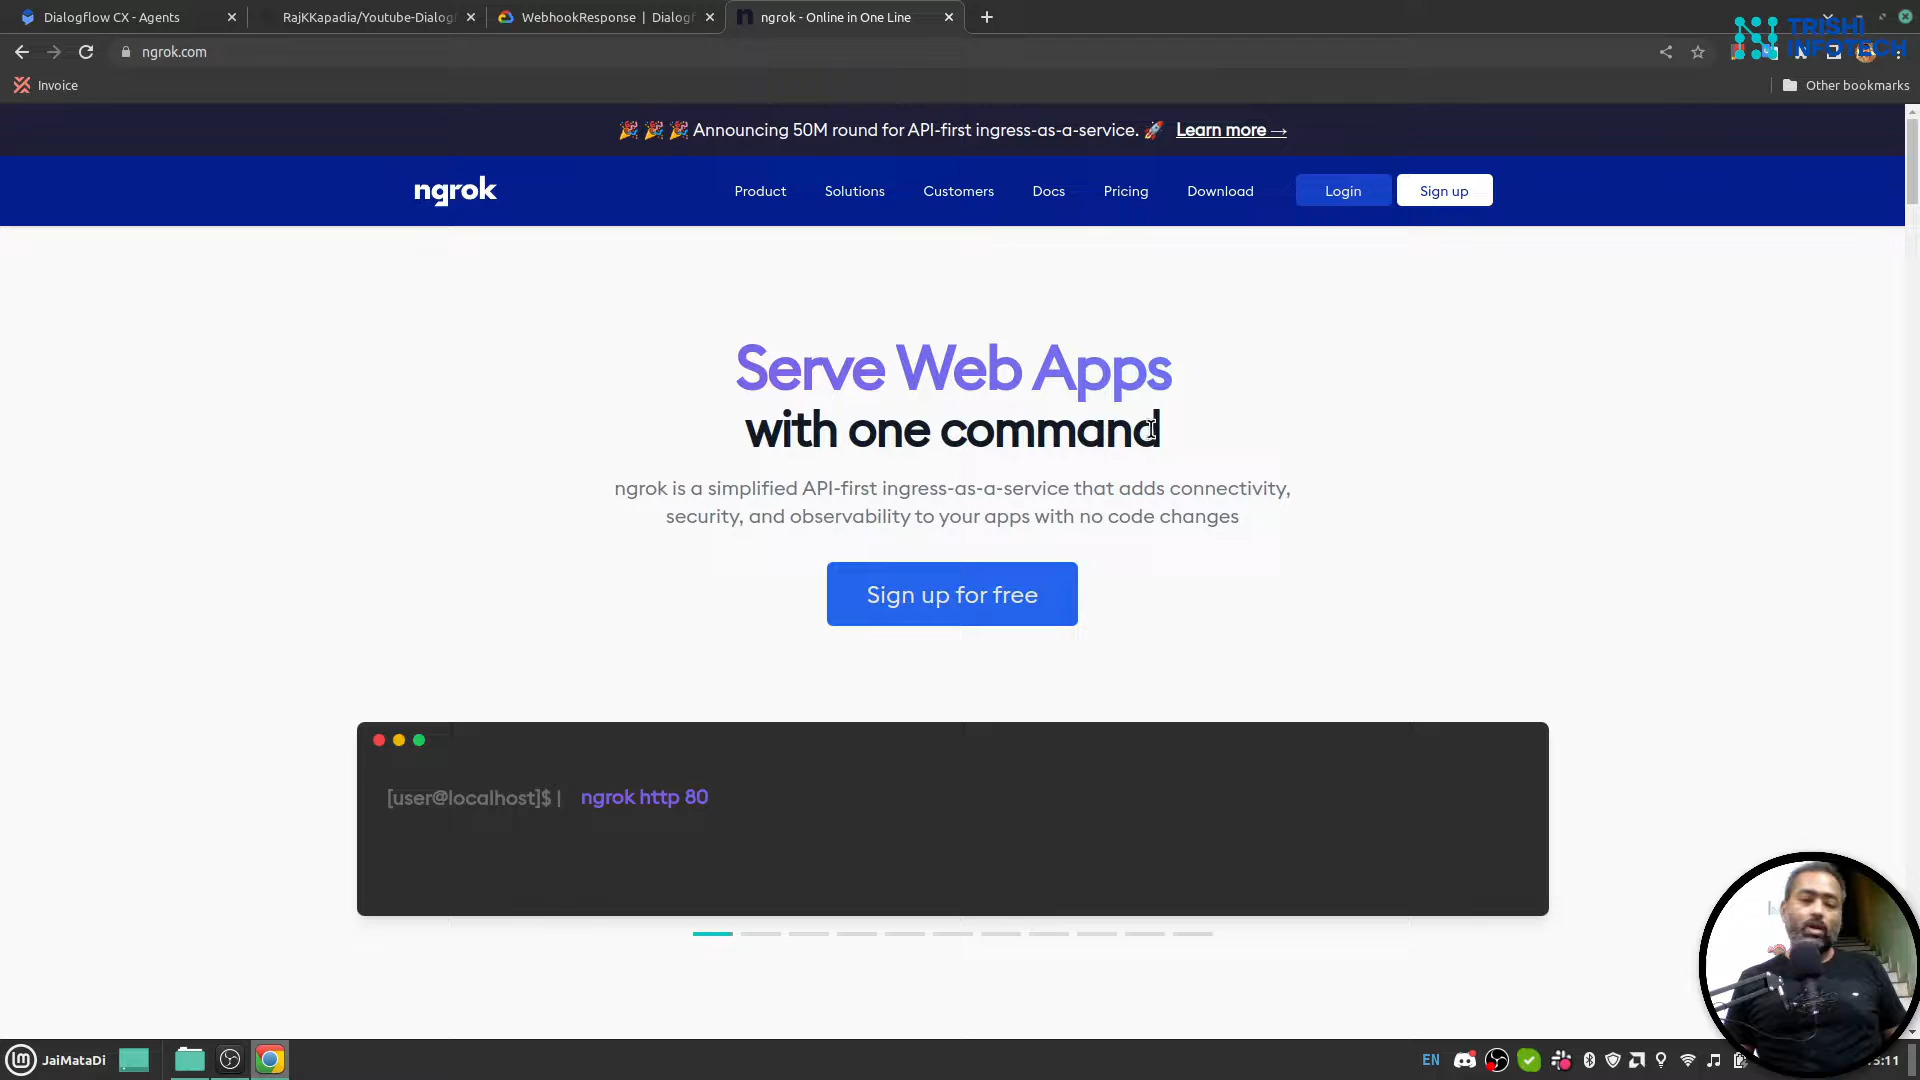 Dialogflow CX - Agents
RajKKapadia/Youtube-Dialogf
WebhookResponse | Dialogf
ngrok - Online in One Line
ngrok.com
TRISHI
INFOTECH
Invoice
Other bookmarks
🎉 🎉 🎉 Announcing 50M round for API-first ingress-as-a-service. 🚀 Learn more →
ngrok
Product
Solutions
Customers
Docs
Pricing
Download
Login
Sign up
Serve Web Apps
with one command
ngrok is a simplified API-first ingress-as-a-service that adds connectivity,
security, and observability to your apps with no code changes
Sign up for free
[user@localhost]$ | ngrok http 80
JaiMataDi
EN